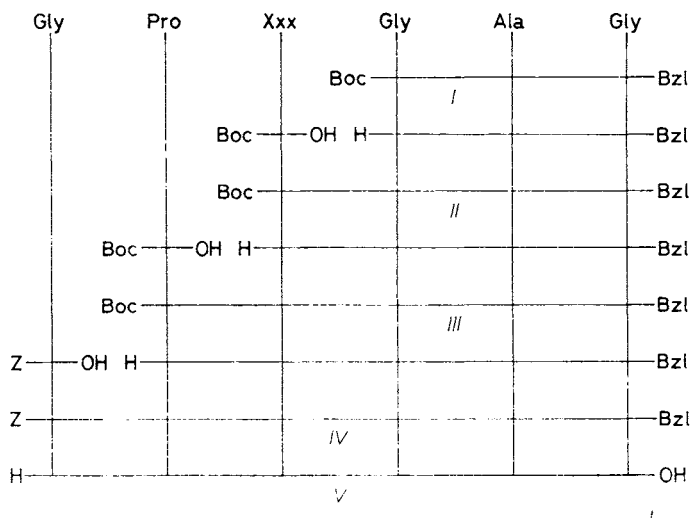 Gly Pro Xxx Gly Ala Gly
Boc Bzl
I
Boc OH H Bzl
Boc Bzl
II
Boc OH H Bzl
Boc Bzl
III
Z OH H Bzl
Z Bzl
IV
H OH
V